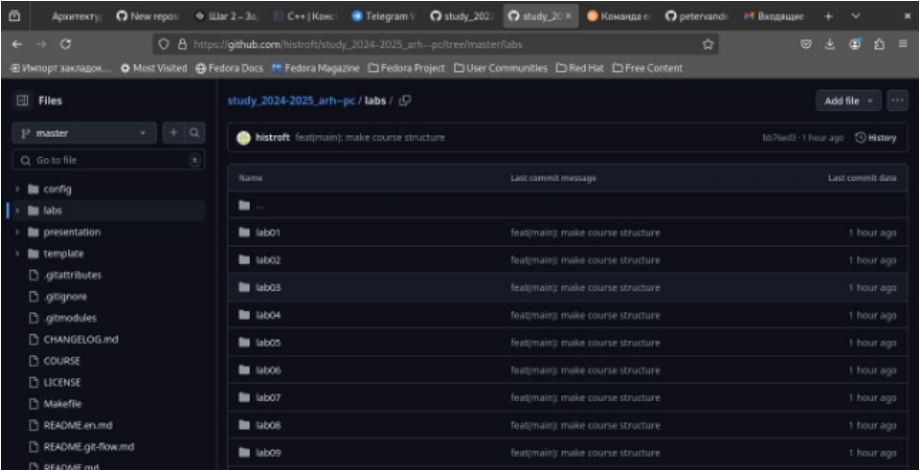 Архитекту New repos Шаг 2 – За C++ | Конс Telegram study_202 study_20 Команда petervand Входящие
https://github.com/histroft/study_2024-2025_arh--pc/tree/master/labs
Импорт закладок... Most Visited Fedora Docs Fedora Magazine Fedora Project User Communities Red Hat Free Content
Files
master
Go to file t
config
labs
presentation
template
.gitattributes
.gitignore
.gitmodules
CHANGELOG.md
COURSE
LICENSE
Makefile
README.en.md
README.git-flow.md
README.md
study_2024-2025_arh--pc / labs /
Add file
histroft feat(main): make course structure
bb76ed3 · 1 hour ago History
Name Last commit message Last commit date
..
lab01 feat(main): make course structure 1 hour ago
lab02 feat(main): make course structure 1 hour ago
lab03 feat(main): make course structure 1 hour ago
lab04 feat(main): make course structure 1 hour ago
lab05 feat(main): make course structure 1 hour ago
lab06 feat(main): make course structure 1 hour ago
lab07 feat(main): make course structure 1 hour ago
lab08 feat(main): make course structure 1 hour ago
lab09 feat(main): make course structure 1 hour ago